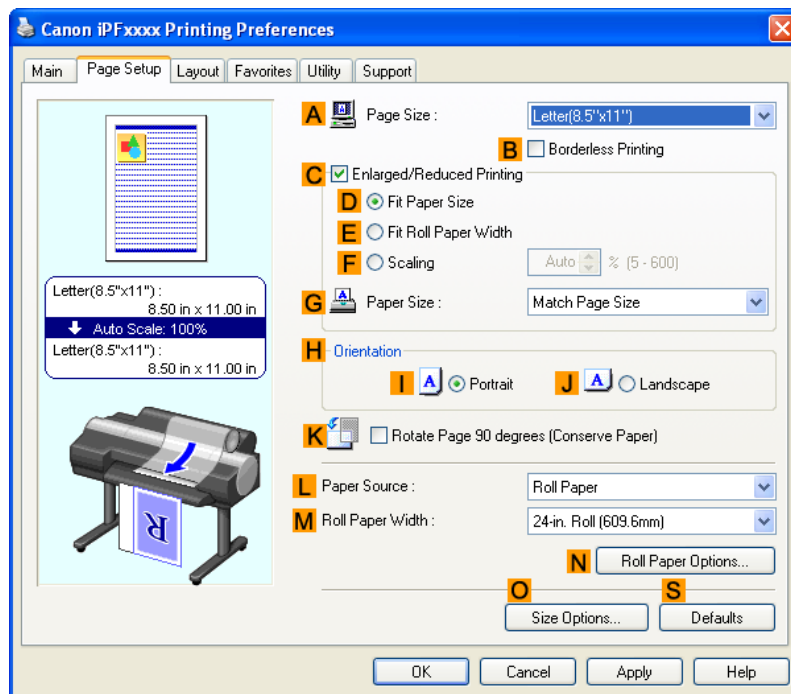 Canon iPFxxxx Printing Preferences
Main Page Setup Layout Favorites Utility Support
A Page Size : Letter(8.5"x11")
B Borderless Printing
C Enlarged/Reduced Printing
D Fit Paper Size
E Fit Roll Paper Width
F Scaling Auto % (5 - 600)
G Paper Size : Match Page Size
Letter(8.5"x11") :
8.50 in x 11.00 in
Auto Scale: 100%
Letter(8.5"x11") :
8.50 in x 11.00 in
H Orientation
I A Portrait J A Landscape
K Rotate Page 90 degrees (Conserve Paper)
R
L Paper Source : Roll Paper
M Roll Paper Width : 24-in. Roll (609.6mm)
N Roll Paper Options...
O S
Size Options... Defaults
OK Cancel Apply Help